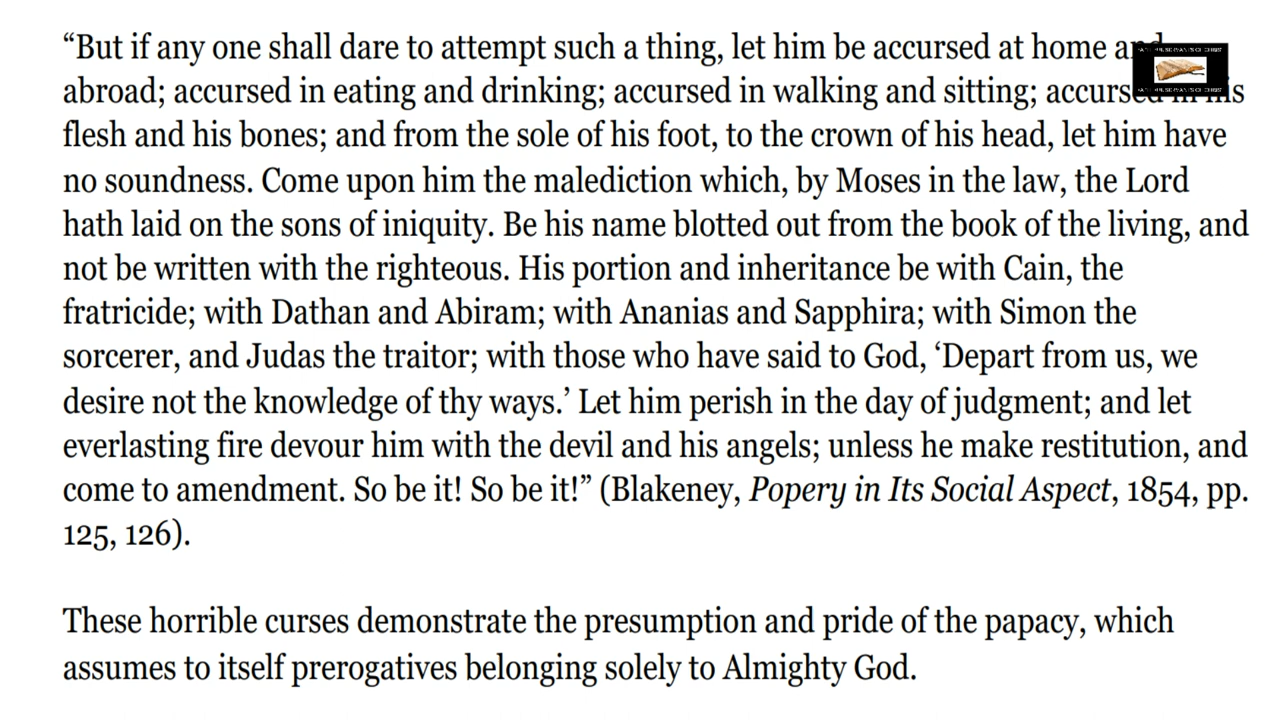 “But if any one shall dare to attempt such a thing, let him be accursed at home and
abroad; accursed in eating and drinking; accursed in walking and sitting; accursed in his
flesh and his bones; and from the sole of his foot, to the crown of his head, let him have
no soundness. Come upon him the malediction which, by Moses in the law, the Lord
hath laid on the sons of iniquity. Be his name blotted out from the book of the living, and
not be written with the righteous. His portion and inheritance be with Cain, the
fratricide; with Dathan and Abiram; with Ananias and Sapphira; with Simon the
sorcerer, and Judas the traitor; with those who have said to God, ‘Depart from us, we
desire not the knowledge of thy ways.’ Let him perish in the day of judgment; and let
everlasting fire devour him with the devil and his angels; unless he make restitution, and
come to amendment. So be it! So be it!” (Blakeney, Popery in Its Social Aspect, 1854, pp.
125, 126).
These horrible curses demonstrate the presumption and pride of the papacy, which
assumes to itself prerogatives belonging solely to Almighty God.